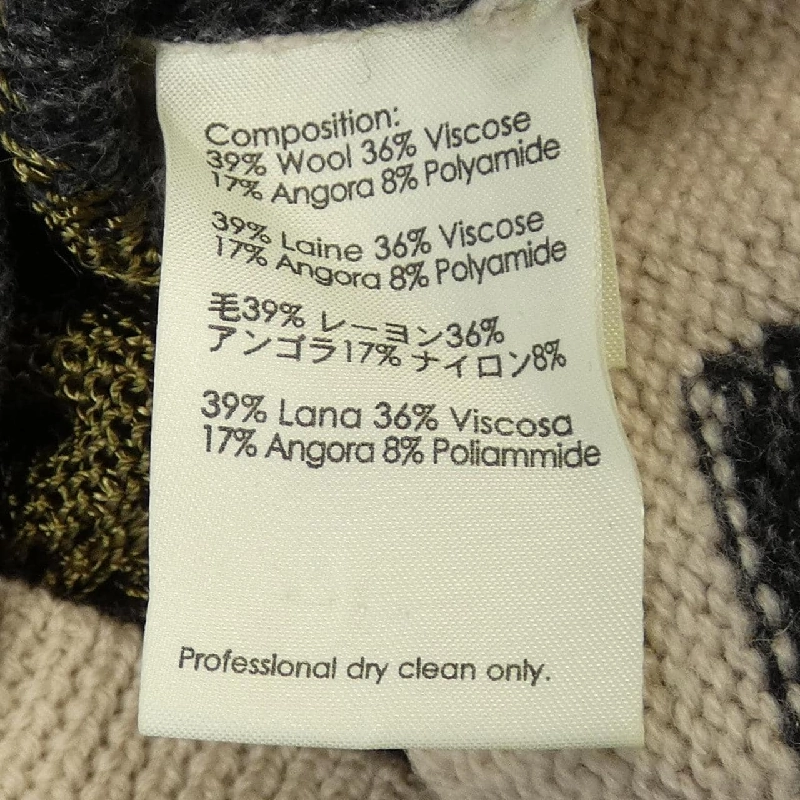 Composition:
39% Wool 36% Viscose
17% Angora 8% Polyamide
39% Laine 36% Viscose
17% Angora 8% Polyamide
毛39% レーヨン36%
アンゴラ17% ナイロン8%
39% Lana 36% Viscosa
17% Angora 8% Poliammide
Professional dry clean only.